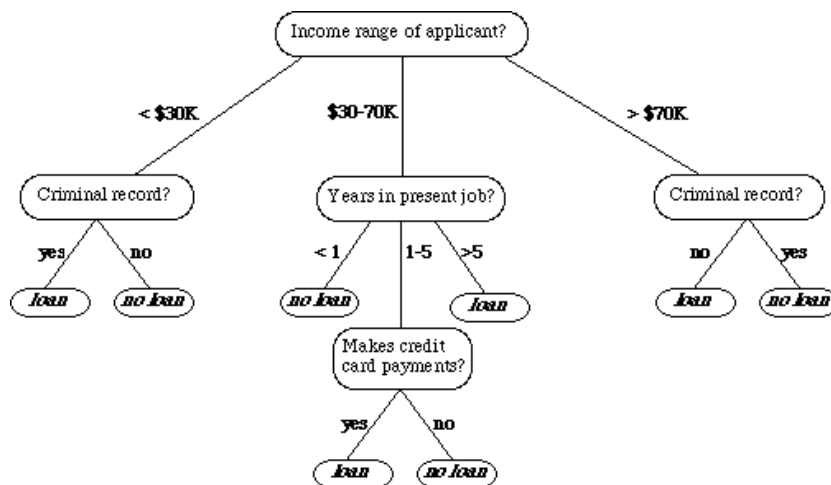 Income range of applicant?
< $30K
$30-70K
> $70K
Criminal record?
Years in present job?
Criminal record?
yes
no
< 1
1-5
>5
no
yes
loan
no loan
no loan
loan
loan
no loan
Makes credit
card payments?
yes
no
loan
no loan